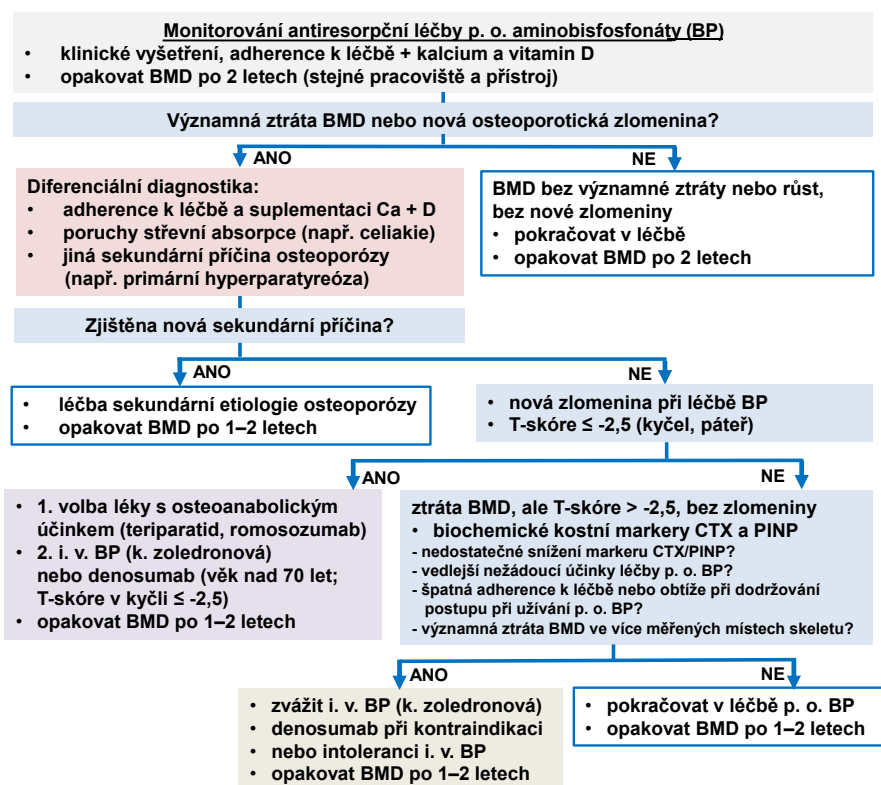 Monitorování antiresorpční léčby p. o. aminobisfosfonáty (BP)
• klinické vyšetření, adherence k léčbě + kalcium a vitamin D
• opakovat BMD po 2 letech (stejné pracoviště a přístroj)
Významná ztráta BMD nebo nová osteoporotická zlomenina?
ANO
NE
Diferenciální diagnostika:
• adherence k léčbě a suplementaci Ca + D
• poruchy střevní absorpce (např. celiakie)
• jiná sekundární příčina osteoporózy
(např. primární hyperparatyreóza)
BMD bez významné ztráty nebo růst,
bez nové zlomeniny
• pokračovat v léčbě
• opakovat BMD po 2 letech
Zjištěna nová sekundární příčina?
ANO
NE
• léčba sekundární etiologie osteoporózy
• opakovat BMD po 1–2 letech
• nová zlomenina při léčbě BP
• T-skóre ≤ -2,5 (kyčel, páteř)
ANO
NE
• 1. volba léky s osteoanabolickým
účinkem (teriparatid, romosozumab)
• 2. i. v. BP (k. zoledronová)
nebo denosumab (věk nad 70 let;
T-skóre v kyčli ≤ -2,5)
• opakovat BMD po 1–2 letech
ztráta BMD, ale T-skóre > -2,5, bez zlomeniny
• biochemické kostní markery CTX a PINP
- nedostatečné snížení markeru CTX/PINP?
- vedlejší nežádoucí účinky léčby p. o. BP?
- špatná adherence k léčbě nebo obtíže při dodržování
postupu při užívání p. o. BP?
- významná ztráta BMD ve více měřených místech skeletu?
ANO
NE
• zvážit i. v. BP (k. zoledronová)
• denosumab při kontraindikaci
• nebo intoleranci i. v. BP
• opakovat BMD po 1–2 letech
• pokračovat v léčbě p. o. BP
• opakovat BMD po 1–2 letech